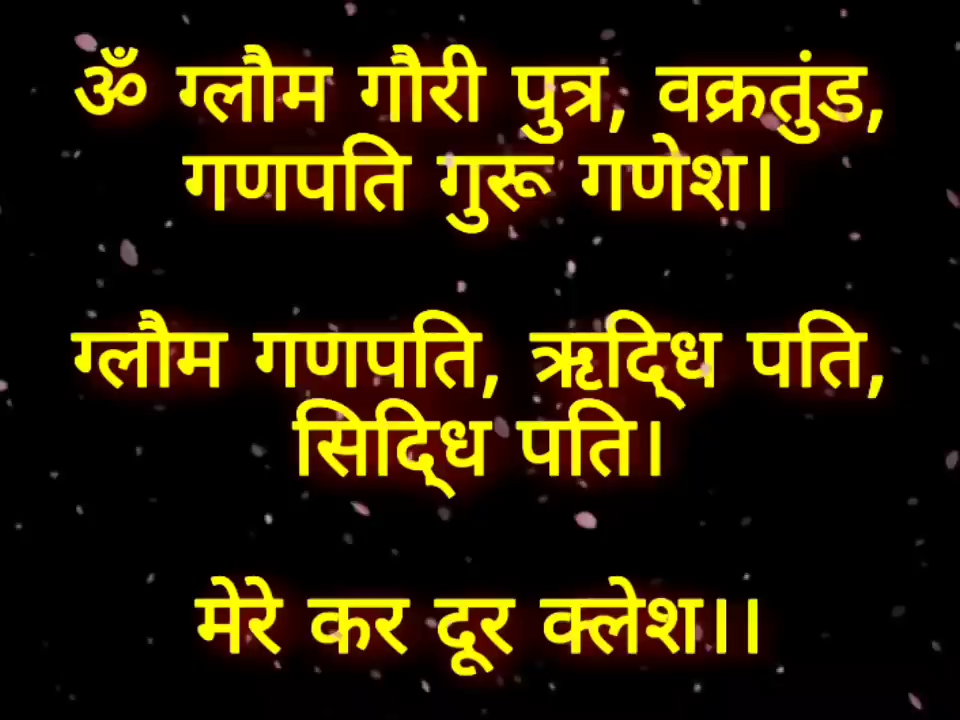 ॐ ग्लौम गौरी पुत्र, वक्रतुंड,
गणपति गुरू गणेश।
ग्लौम गणपति, ऋद्धि पति,
सिद्धि पति।
मेरे कर दूर क्लेश।।